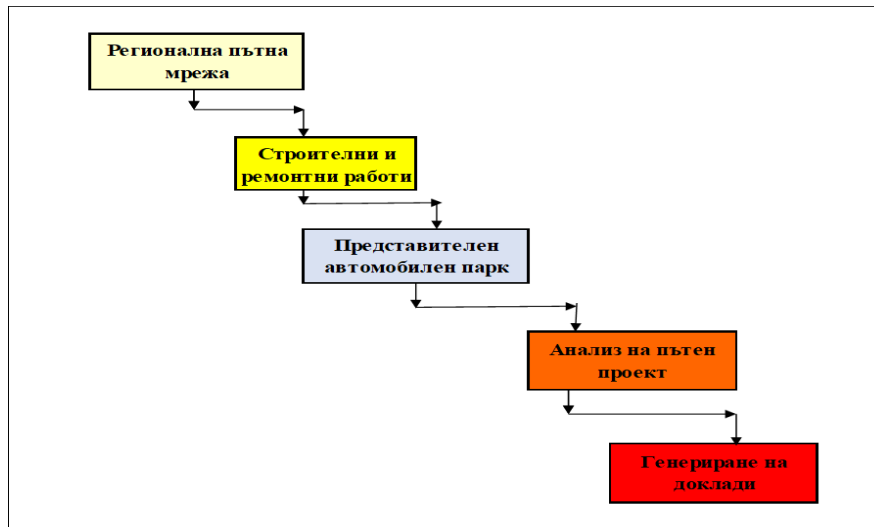 Регионална пътна
мрежа
Строителни и
ремонтни работи
Представителен
автомобилен парк
Анализ на пътен
проект
Генериране на
доклади